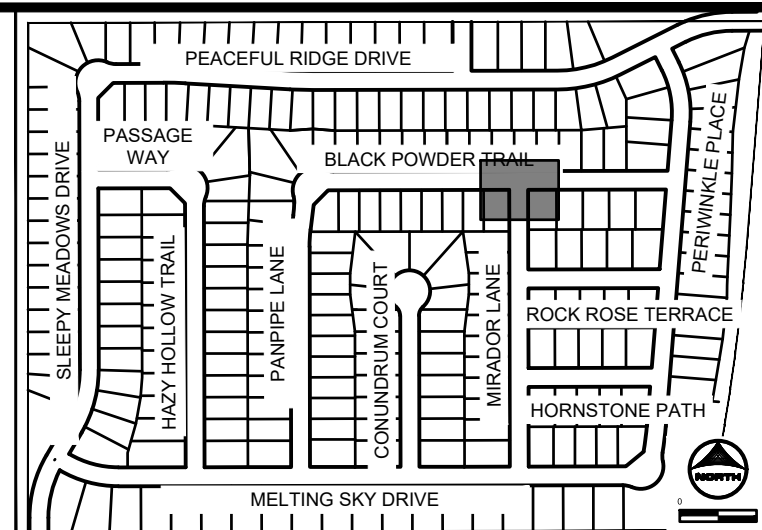 PEACEFUL RIDGE DRIVE
PASSAGE
WAY
BLACK POWDER TRAIL
SLEEPY MEADOWS DRIVE
HAZY HOLLOW TRAIL
PANPIPE LANE
CONUNDRUM COURT
MIRADOR LANE
PERIWINKLE PLACE
ROCK ROSE TERRACE
HORNSTONE PATH
MELTING SKY DRIVE
NORTH
0